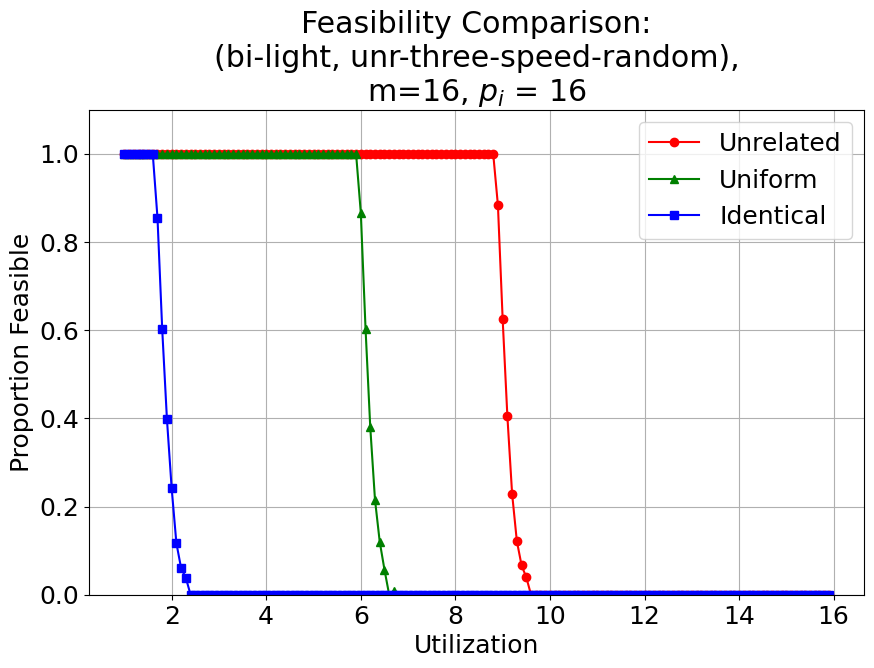 Feasibility Comparison:
(bi-light, unr-three-speed-random),
m=16, $p_i$ = 16
Unrelated
Uniform
Identical
Proportion Feasible
1.0
0.8
0.6
0.4
0.2
0.0
2 4 6 8 10 12 14 16
Utilization